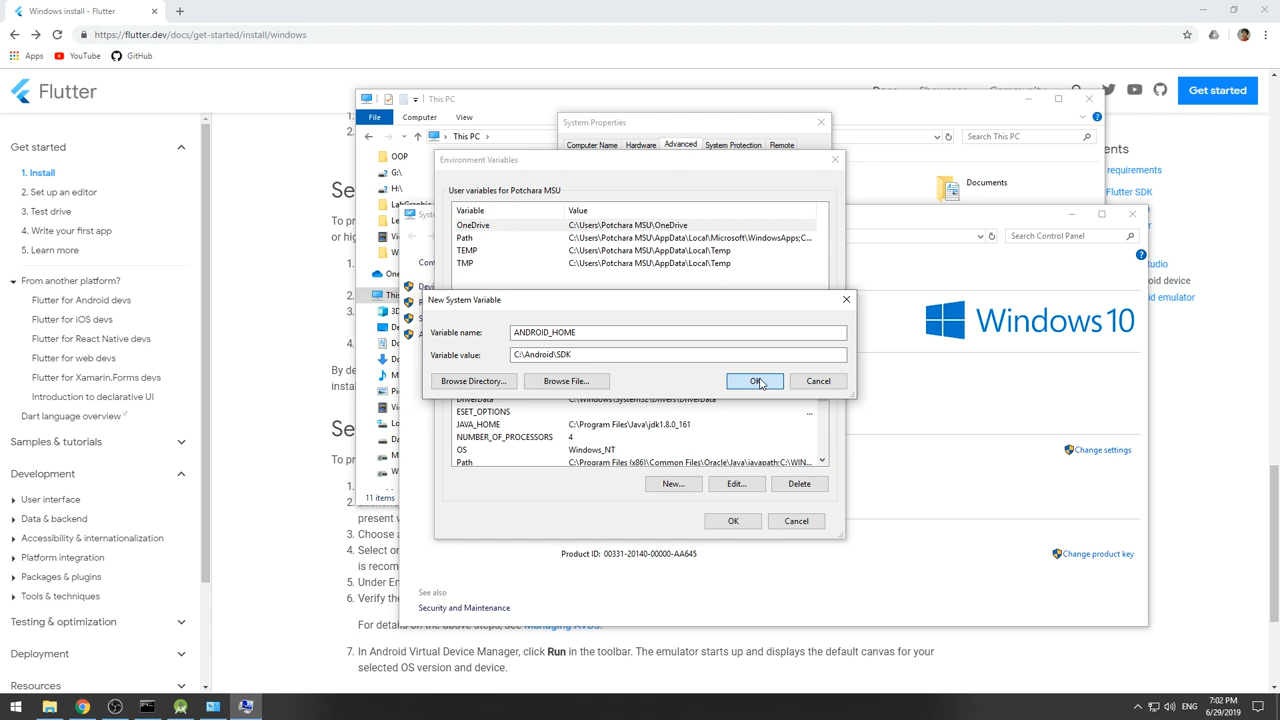 Windows install - Flutter
https://flutter.dev/docs/get-started/install/windows
Apps
YouTube
GitHub
Flutter
Get started
Get started
1. Install
2. Set up an editor
3. Test drive
4. Write your first app
5. Learn more
From another platform?
Flutter for Android devs
Flutter for iOS devs
Flutter for React Native devs
Flutter for web devs
Flutter for Xamarin.Forms devs
Introduction to declarative UI
Dart language overview
Samples & tutorials
Development
User interface
Data & backend
Accessibility & internationalization
Platform integration
Packages & plugins
Tools & techniques
Testing & optimization
Deployment
Resources
This PC
File
Computer
View
This PC
Search This PC
OOP
G:\
H:\
Documents
11 items
System Properties
Computer Name
Hardware
Advanced
System Protection
Remote
Environment Variables
User variables for Potchara MSU
Variable
Value
OneDrive
C:\Users\Potchara MSU\OneDrive
Path
C:\Users\Potchara MSU\AppData\Local\Microsoft\WindowsApps;C...
TEMP
C:\Users\Potchara MSU\AppData\Local\Temp
TMP
C:\Users\Potchara MSU\AppData\Local\Temp
New System Variable
Variable name:
ANDROID_HOME
Variable value:
C:\Android\SDK
Browse Directory...
Browse File...
OK
Cancel
DriverData
C:\Windows\System32\Drivers\DriverData
ESET_OPTIONS
...
JAVA_HOME
C:\Program Files\Java\jdk1.8.0_161
NUMBER_OF_PROCESSORS
4
OS
Windows_NT
Path
C:\Program Files (x86)\Common Files\Oracle\Java\javapath;C:\WIN...
New...
Edit...
Delete
OK
Cancel
Search Control Panel
Windows 10
Change settings
Product ID: 00331-20140-00000-AA645
Change product key
See also
Security and Maintenance
requirements
Flutter SDK
present
3. Choose a
4. Select or
is recom
5. Under En
6. Verify the
For details on the above steps, see Managing AVDs.
7. In Android Virtual Device Manager, click Run in the toolbar. The emulator starts up and displays the default canvas for your
selected OS version and device.
ENG
7:02 PM
6/29/2019